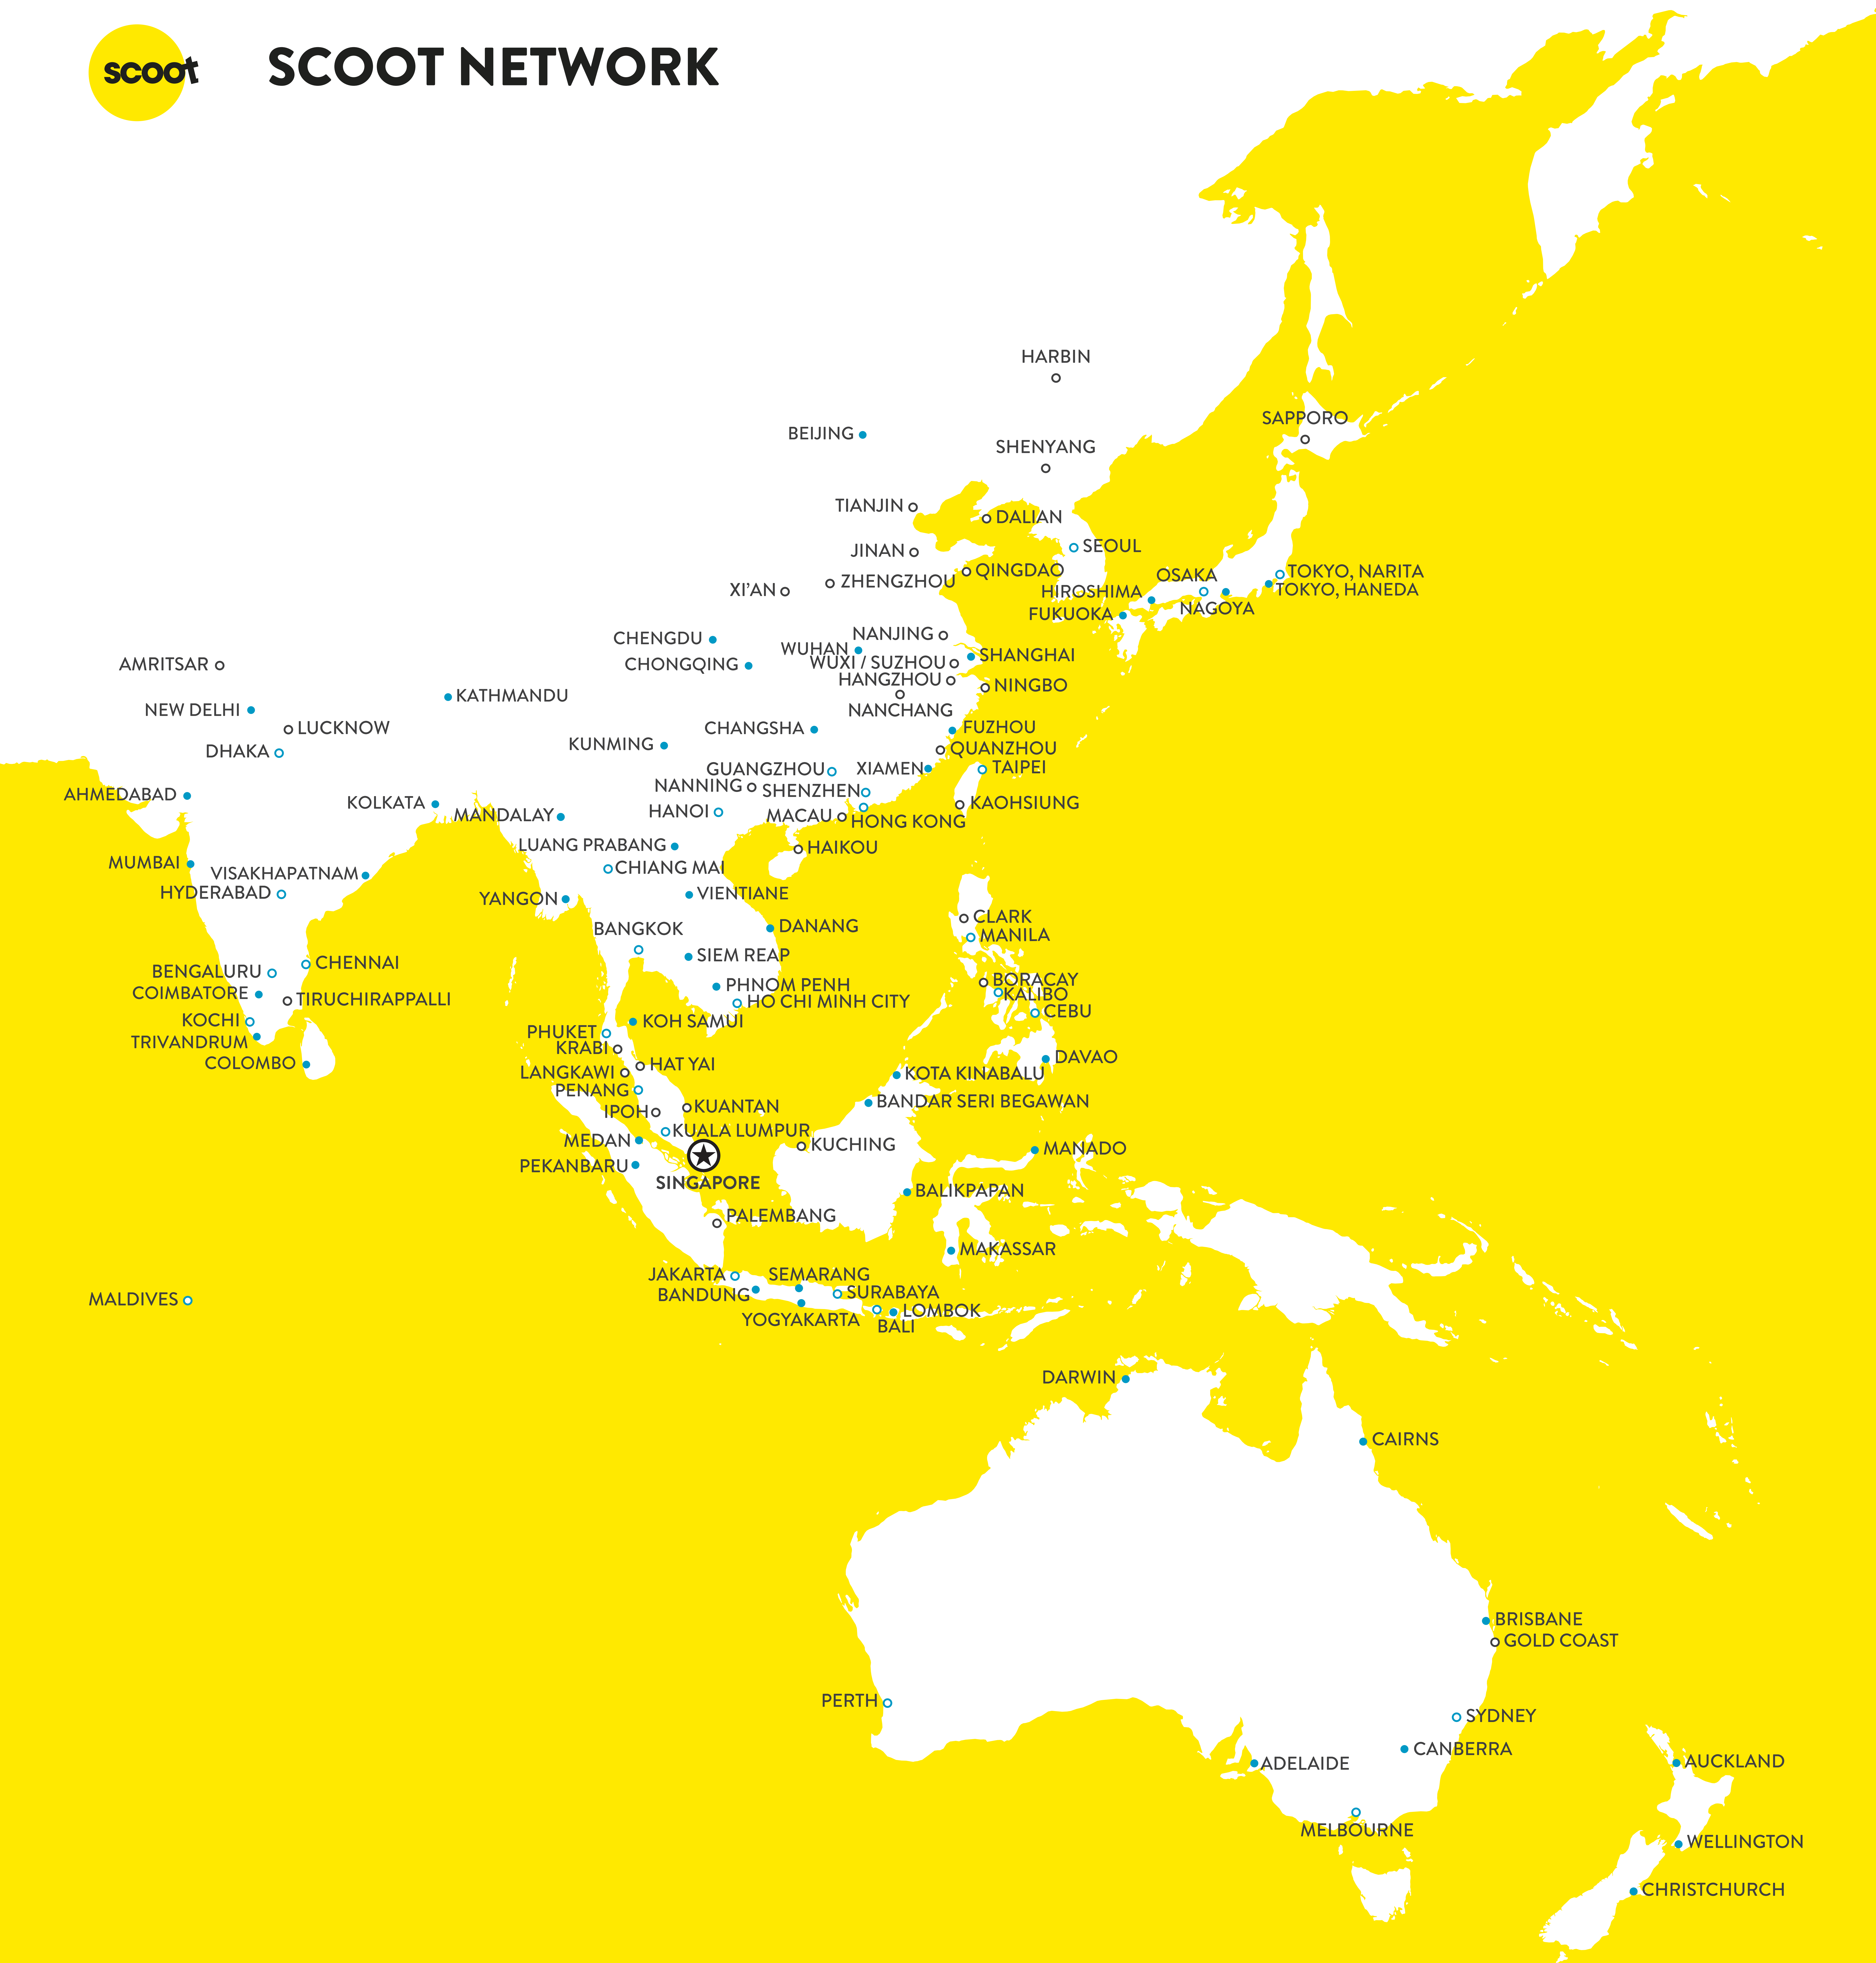 scoot
SCOOT NETWORK
HARBIN
SAPPORO
BEIJING
SHENYANG
TIANJIN
DALIAN
SEOUL
JINAN
QINGDAO
TOKYO, NARITA
OSAKA
ZHENGZHOU
XI'AN
TOKYO, HANEDA
HIROSHIMA
NAGOYA
FUKUOKA
NANJING
CHENGDU
WUHAN
SHANGHAI
WUXI / SUZHOU
CHONGQING
AMRITSAR
HANGZHOU
NINGBO
KATHMANDU
NEW DELHI
NANCHANG
LUCKNOW
CHANGSHA
FUZHOU
KUNMING
QUANZHOU
DHAKA
GUANGZHOU
XIAMEN
TAIPEI
NANNING
SHENZHEN
AHMEDABAD
KOLKATA
KAOHSIUNG
HANOI
MANDALAY
MACAU
HONG KONG
LUANG PRABANG
HAIKOU
MUMBAI
CHIANG MAI
VISAKHAPATNAM
HYDERABAD
VIENTIANE
YANGON
CLARK
BANGKOK
DANANG
MANILA
SIEM REAP
CHENNAI
BENGALURU
BORACAY
PHNOM PENH
COIMBATORE
KALIBO
TIRUCHIRAPPALLI
HO CHI MINH CITY
CEBU
KOCHI
KOH SAMUI
PHUKET
TRIVANDRUM
KRABI
DAVAO
COLOMBO
HAT YAI
LANGKAWI
KOTA KINABALU
PENANG
BANDAR SERI BEGAWAN
KUANTAN
IPOH
KUALA LUMPUR
MEDAN
KUCHING
MANADO
PEKANBARU
SINGAPORE
BALIKPAPAN
PALEMBANG
MAKASSAR
JAKARTA
SEMARANG
SURABAYA
BANDUNG
MALDIVES
LOMBOK
YOGYAKARTA
BALI
DARWIN
CAIRNS
BRISBANE
GOLD COAST
PERTH
SYDNEY
CANBERRA
ADELAIDE
AUCKLAND
MELBOURNE
WELLINGTON
CHRISTCHURCH